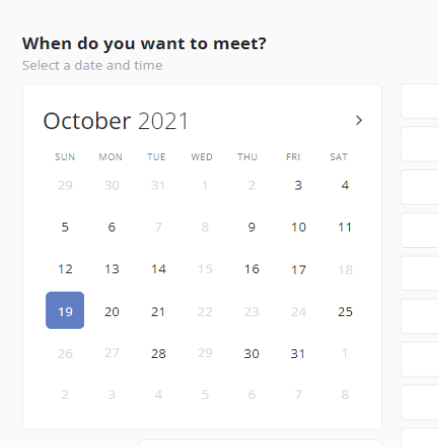 When do you want to meet?
Select a date and time
October 2021 >
SUN MON TUE WED THU FRI SAT
29 30 31 1 2 3 4
5 6 7 8 9 10 11
12 13 14 15 16 17 18
19 20 21 22 23 24 25
26 27 28 29 30 31 1
2 3 4 5 6 7 8